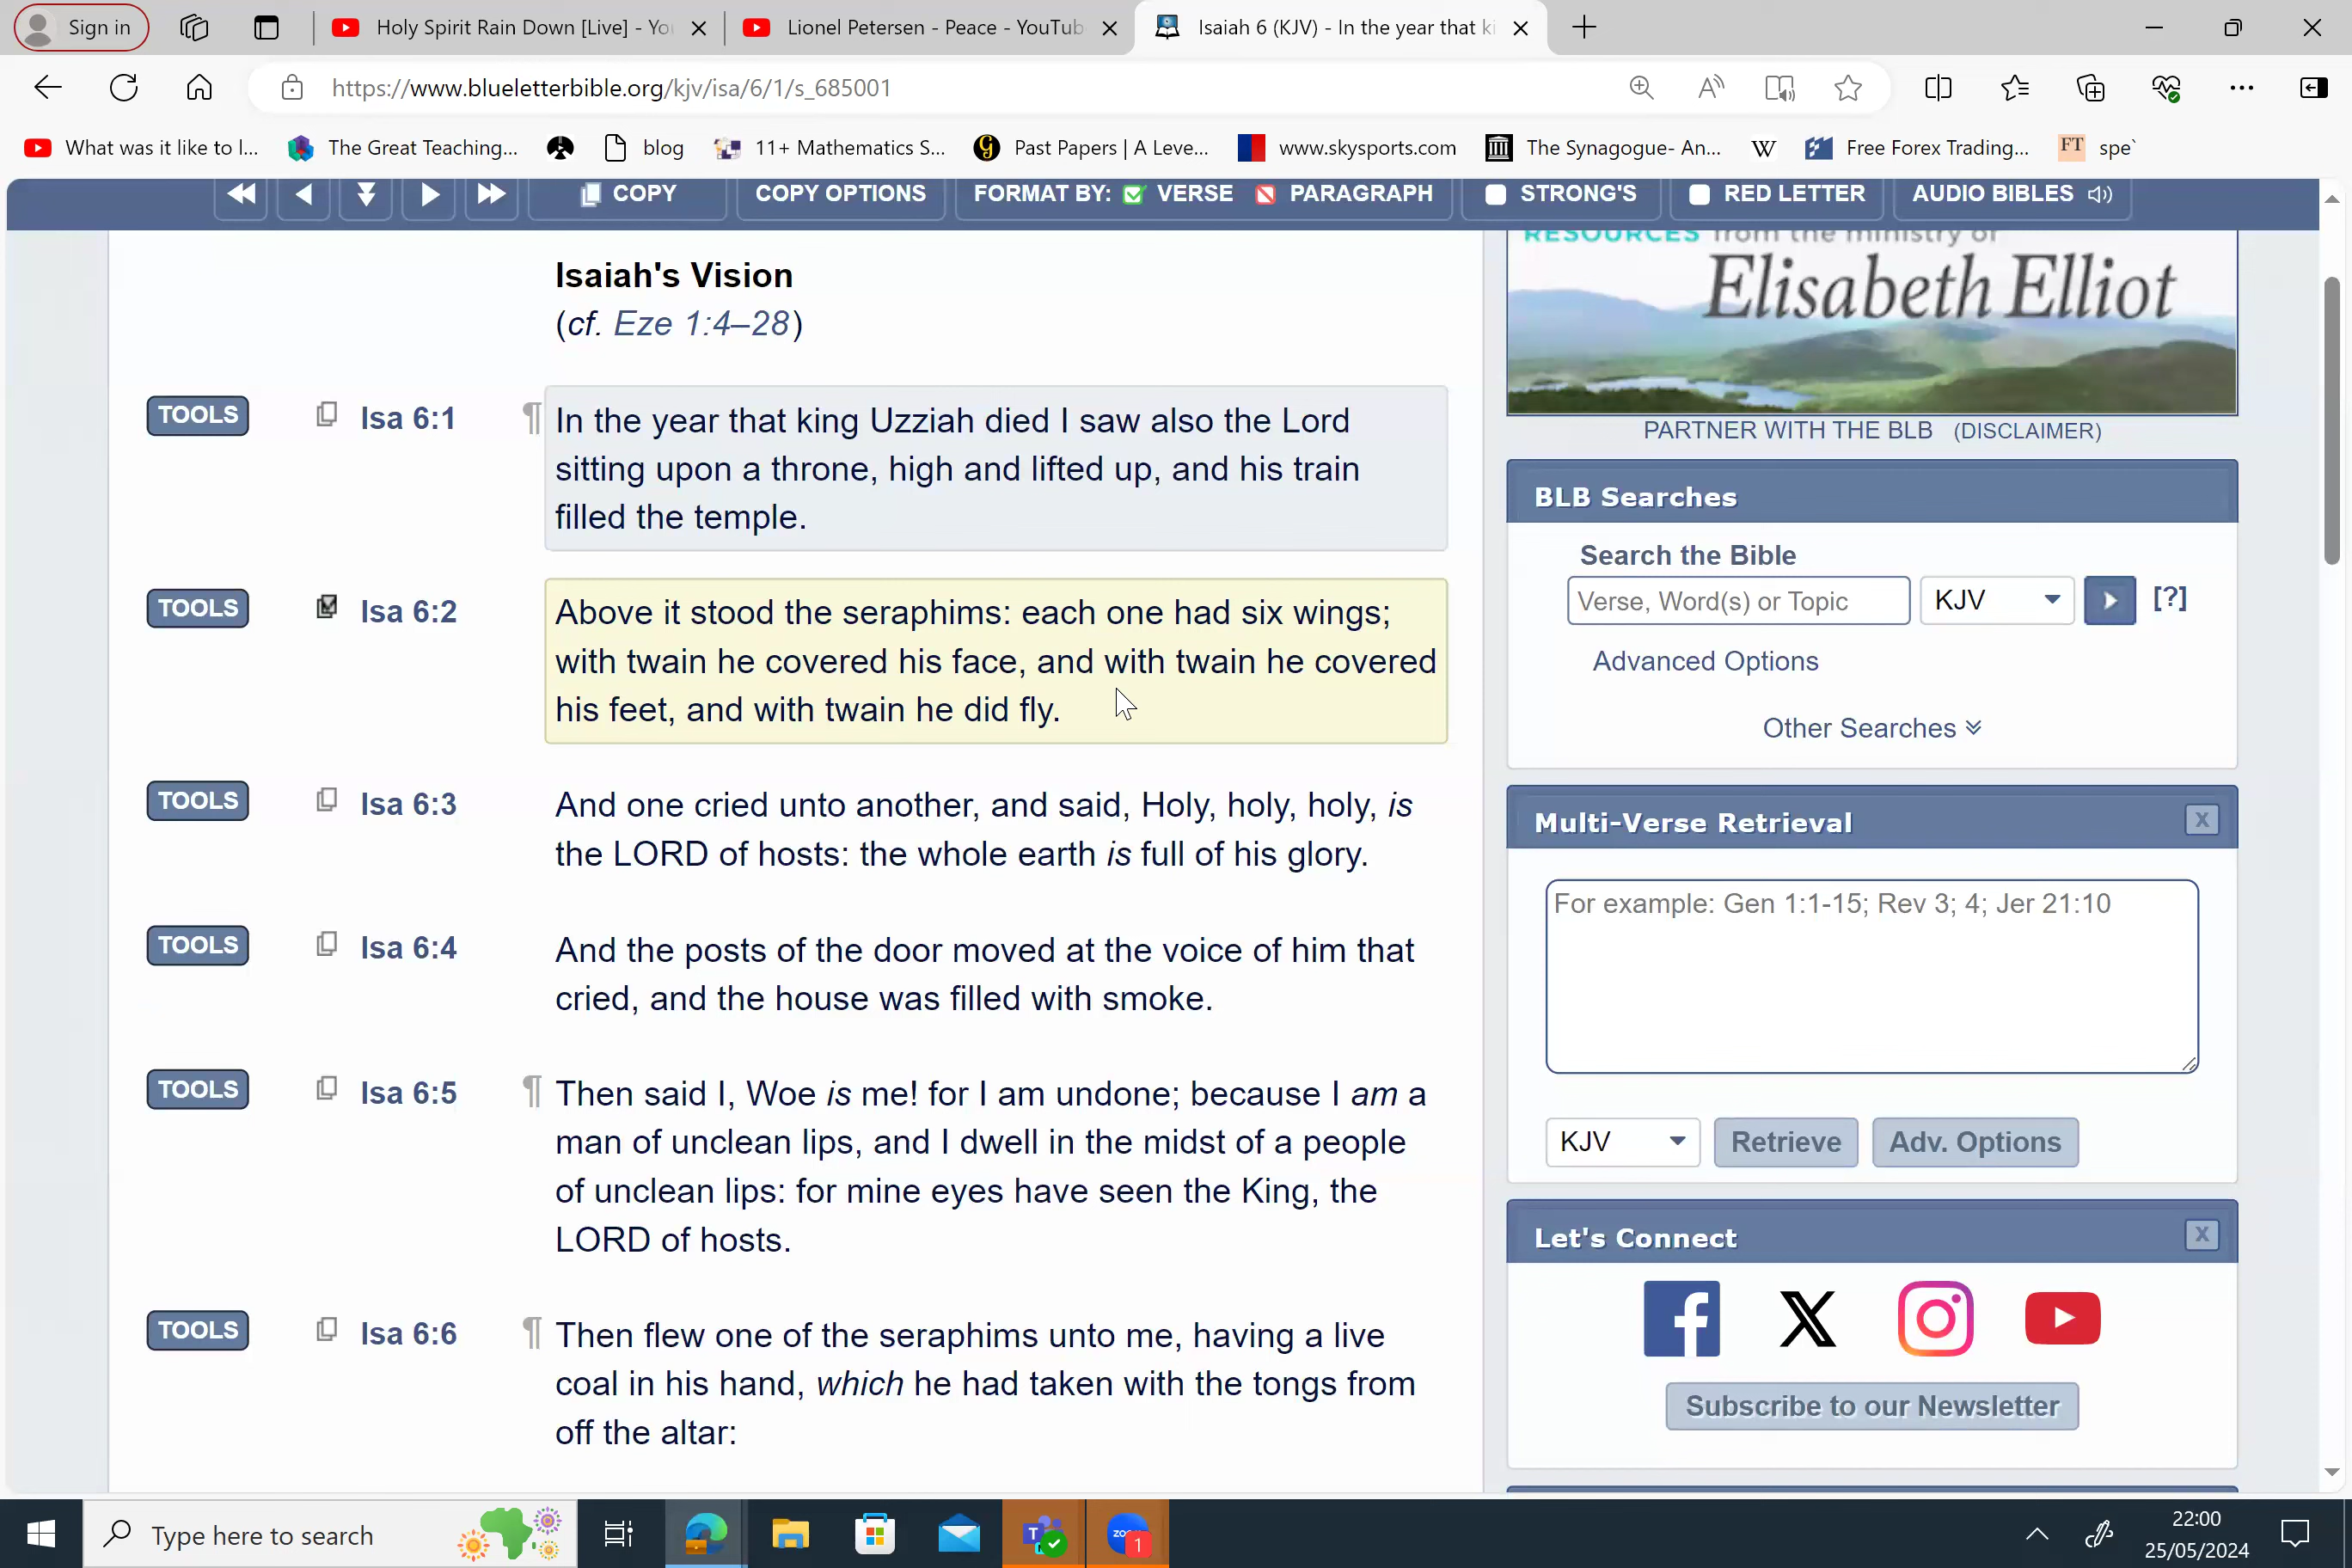 Sign in
Holy Spirit Rain Down [Live] - Yo
Lionel Petersen - Peace - YouTub
Isaiah 6 (KJV) - In the year that ki
https://www.blueletterbible.org/kjv/isa/6/1/s_685001
What was it like to l...
The Great Teaching...
blog
11+ Mathematics S...
Past Papers | A Leve...
www.skysports.com
The Synagogue- An...
W
Free Forex Trading...
FT
spe`
COPY
COPY OPTIONS
FORMAT BY: VERSE PARAGRAPH
STRONG'S
RED LETTER
AUDIO BIBLES
Isaiah's Vision
(cf. Eze 1:4–28)
TOOLS
Isa 6:1
¶ In the year that king Uzziah died I saw also the Lord
sitting upon a throne, high and lifted up, and his train
filled the temple.
TOOLS
Isa 6:2
Above it stood the seraphims: each one had six wings;
with twain he covered his face, and with twain he covered
his feet, and with twain he did fly.
TOOLS
Isa 6:3
And one cried unto another, and said, Holy, holy, holy, is
the LORD of hosts: the whole earth is full of his glory.
TOOLS
Isa 6:4
And the posts of the door moved at the voice of him that
cried, and the house was filled with smoke.
TOOLS
Isa 6:5
¶ Then said I, Woe is me! for I am undone; because I am a
man of unclean lips, and I dwell in the midst of a people
of unclean lips: for mine eyes have seen the King, the
LORD of hosts.
TOOLS
Isa 6:6
¶ Then flew one of the seraphims unto me, having a live
coal in his hand, which he had taken with the tongs from
off the altar:
RESOURCES from the ministry of
Elisabeth Elliot
PARTNER WITH THE BLB (DISCLAIMER)
BLB Searches
Search the Bible
Verse, Word(s) or Topic
KJV
[?]
Advanced Options
Other Searches
Multi-Verse Retrieval
X
For example: Gen 1:1-15; Rev 3; 4; Jer 21:10
KJV
Retrieve
Adv. Options
Let's Connect
X
Subscribe to our Newsletter
Type here to search
T
zoom
1
22:00
25/05/2024